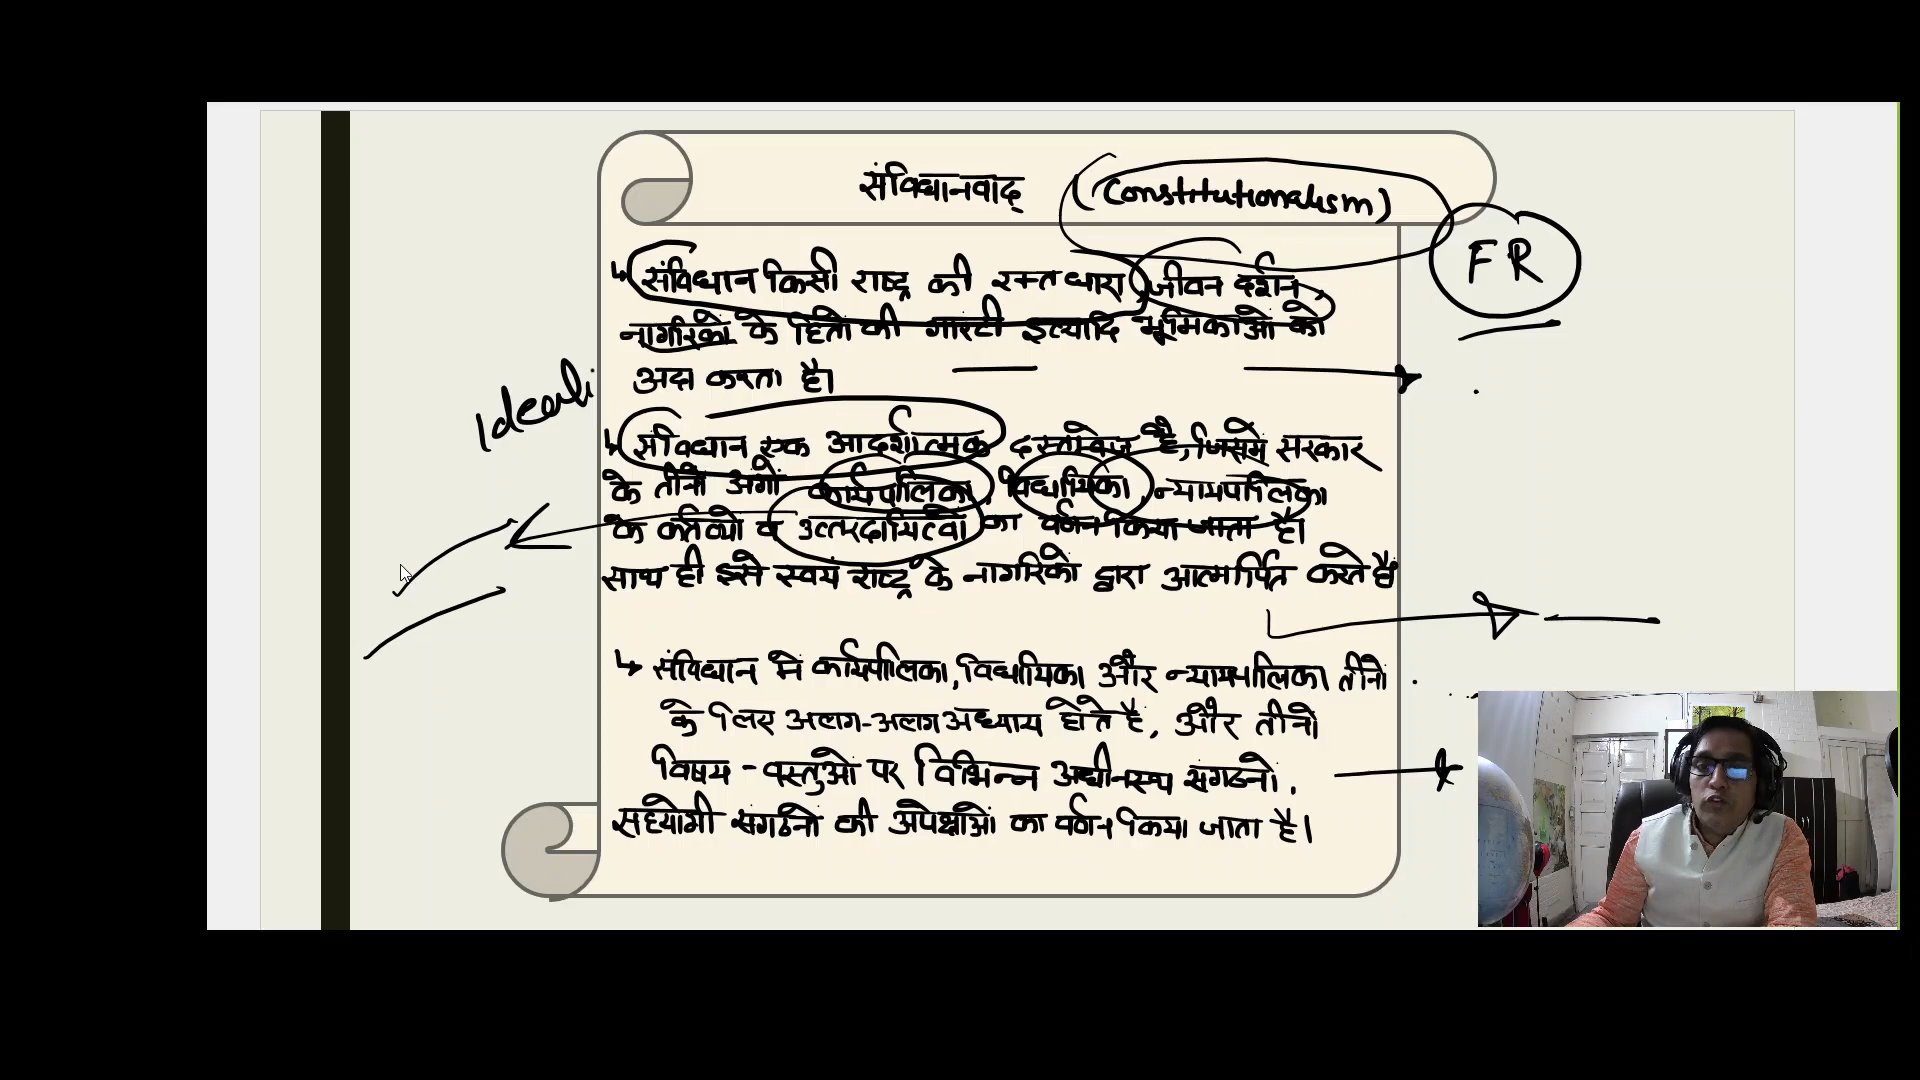 संविधानवाद (Constitutionalism)
FR
↳ संविधान किसी राष्ट्र की रक्तधारा, जीवन दर्शन,
नागरिको के हितो की गारंटी इत्यादि भूमिकाओ को
अदा करता है।
↳ संविधान एक आदर्शात्मक दस्तावेज है, जिसमे सरकार
के तीनो अंगो कार्यपालिका, विधायिका, न्यायपालिका
के कर्तव्यो व उत्तरदायित्वो का वर्णन किया जाता है।
साथ ही इसे स्वयं राष्ट्र के नागरिको द्वारा आत्मार्पित करते है
↳ संविधान मे कार्यपालिका, विधायिका और न्यायपालिका तीनो
के लिए अलग-अलग अध्याय होते है, और तीनो
विषय - वस्तुओ पर विभिन्न अधीनस्थ संगठनो,
सहयोगी संगठनो की अपेक्षाओ का वर्णन किया जाता है।